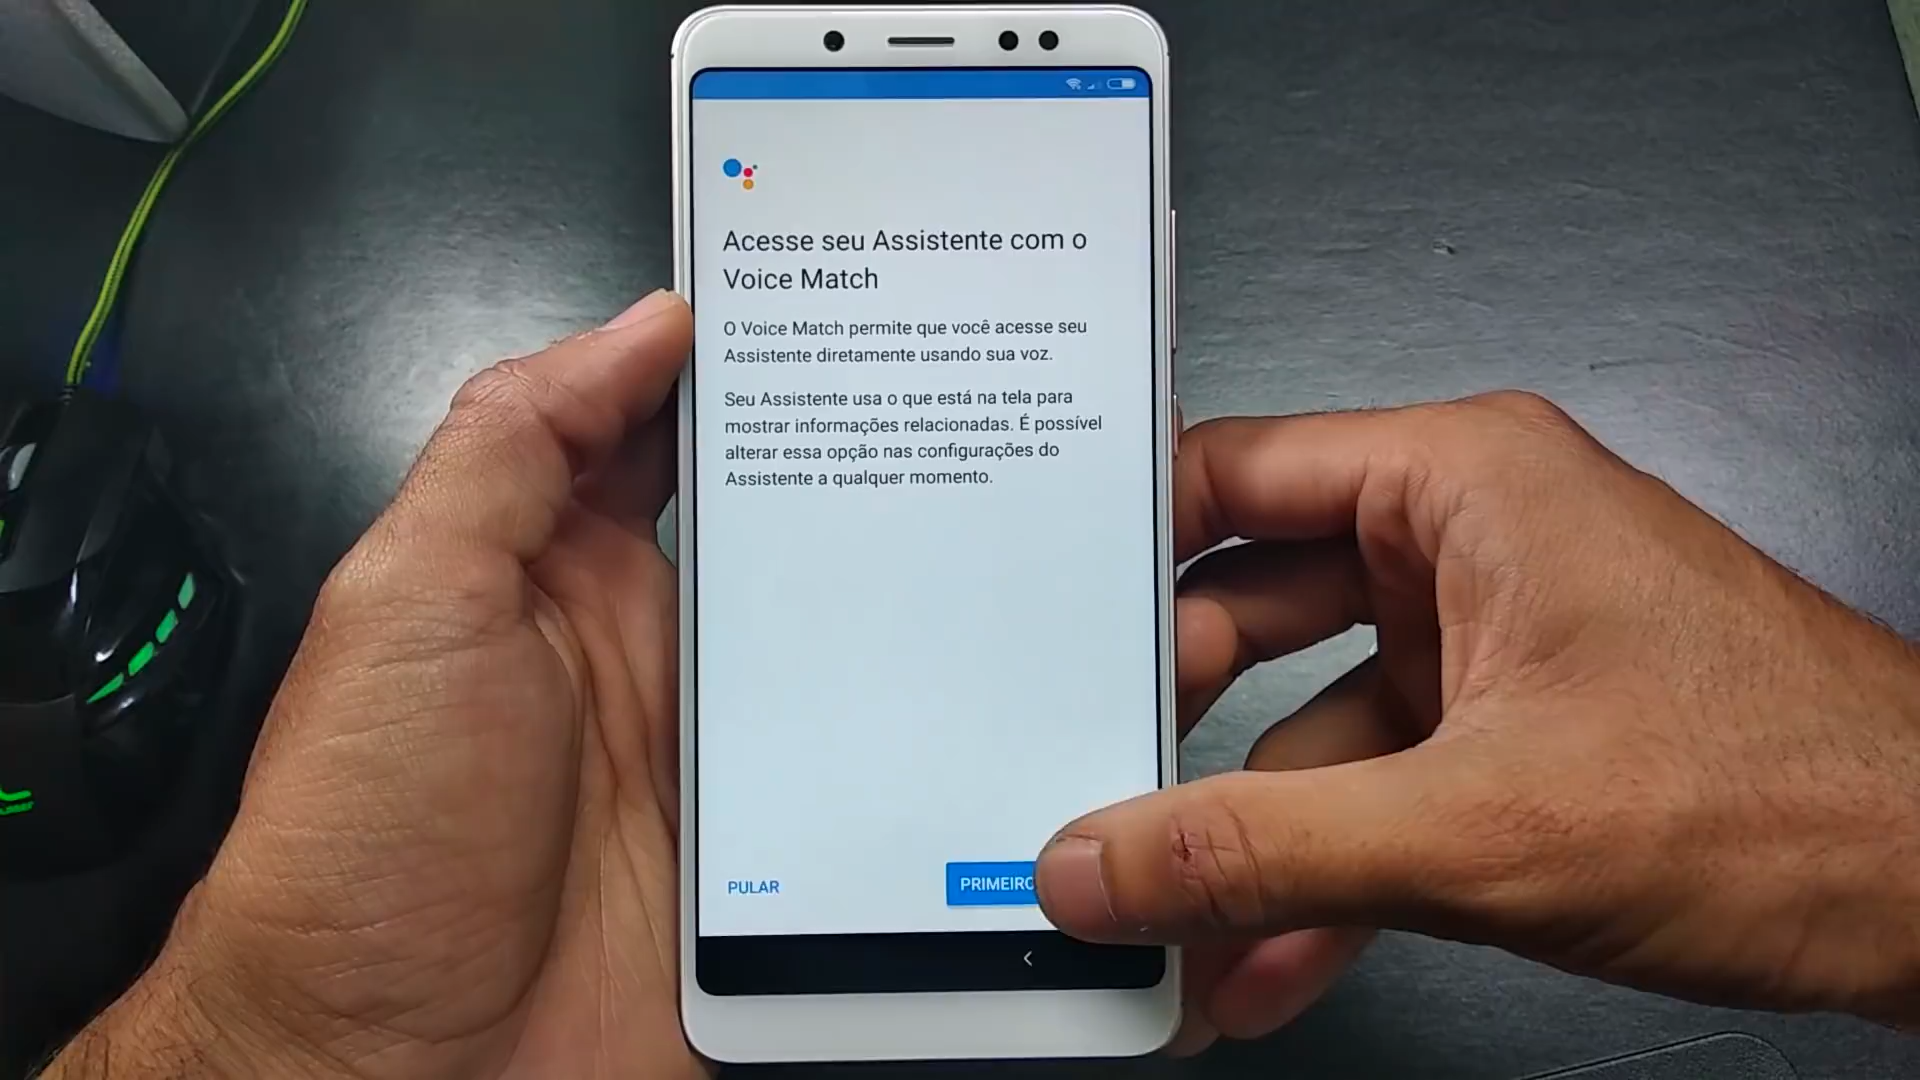 Acesse seu Assistente com o
Voice Match
O Voice Match permite que você acesse seu
Assistente diretamente usando sua voz.
Seu Assistente usa o que está na tela para
mostrar informações relacionadas. É possível
alterar essa opção nas configurações do
Assistente a qualquer momento.
PULAR
PRIMEIRO